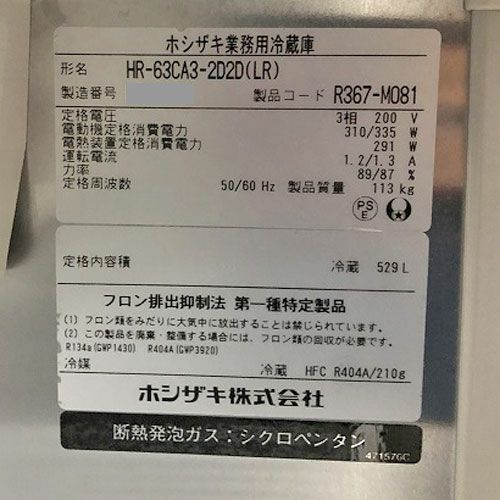 ホシザキ業務用冷蔵庫
形名 HR-63CA3-2D2D(LR)
製造番号 製品コード R367-M081
定格電圧 3相 200 V
電動機定格消費電力 310/335 W
電熱装置定格消費電力 291 W
運転電流 1.2/1.3 A
力率 89/87 %
定格周波数 50/60 Hz 製品質量 113 kg
PS E
定格内容積 冷蔵 529 L
フロン排出抑制法 第一種特定製品
(1) フロン類をみだりに大気中に放出することは禁じられています。
(2) この製品を廃棄・整備する場合には、フロン類の回収が必要です。
R134a(GWP1430) R404A(GWP3920)
冷媒 冷蔵 HFC R404A/210g
ホシザキ株式会社
断熱発泡ガス：シクロペンタン
471576C